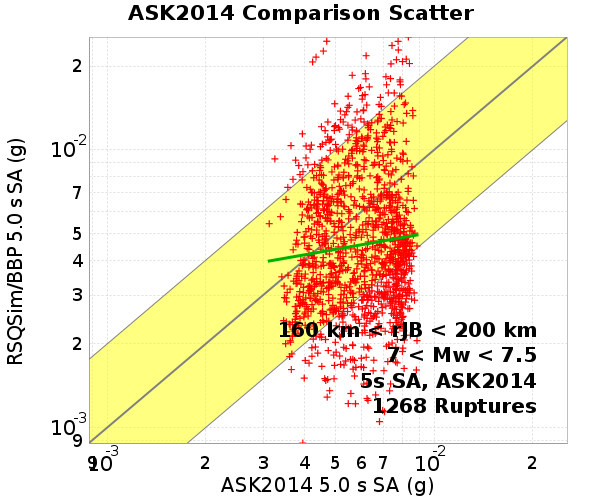 ASK2014 Comparison Scatter
RSQSim/BBP 5.0 s SA (g)
2
10-2
7
5
4
3
2
10-3
9
160 km < rJB < 200 km
7 < Mw < 7.5
5s SA, ASK2014
1268 Ruptures
9 10-3 2 3 4 5 6 7 10-2 2
ASK2014 5.0 s SA (g)